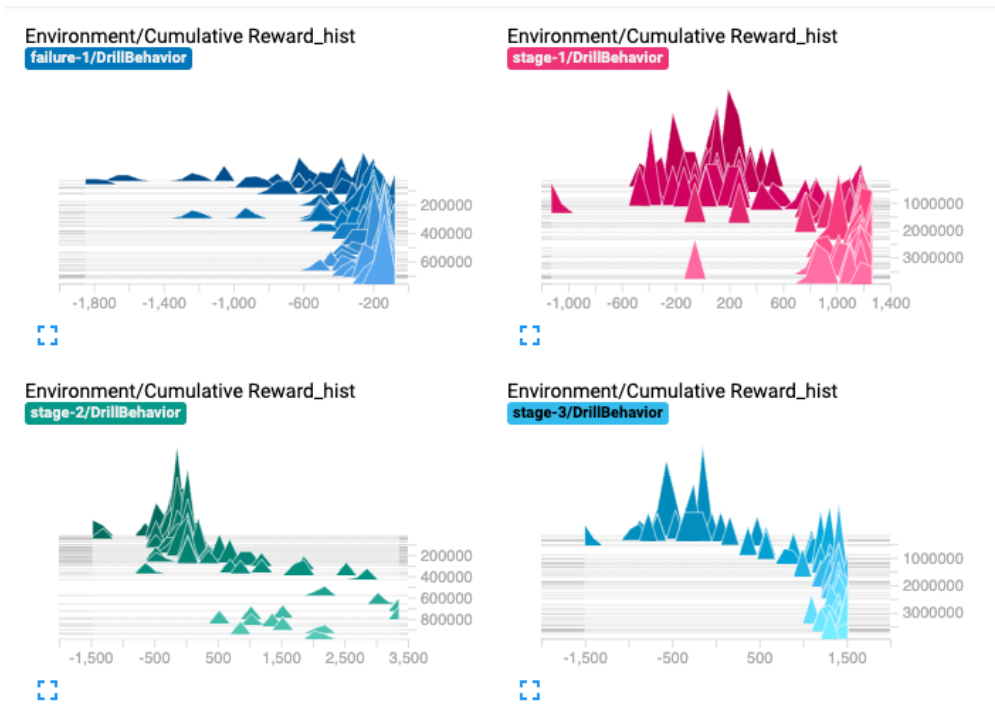 Environment/Cumulative Reward_hist
failure-1/DrillBehavior
200000
400000
600000
-1,800 -1,400 -1,000 -600 -200
Environment/Cumulative Reward_hist
stage-1/DrillBehavior
1000000
2000000
3000000
-1,000 -600 -200 200 600 1,000 1,400
Environment/Cumulative Reward_hist
stage-2/DrillBehavior
200000
400000
600000
800000
-1,500 -500 500 1,500 2,500 3,500
Environment/Cumulative Reward_hist
stage-3/DrillBehavior
1000000
2000000
3000000
-1,500 -500 500 1,500